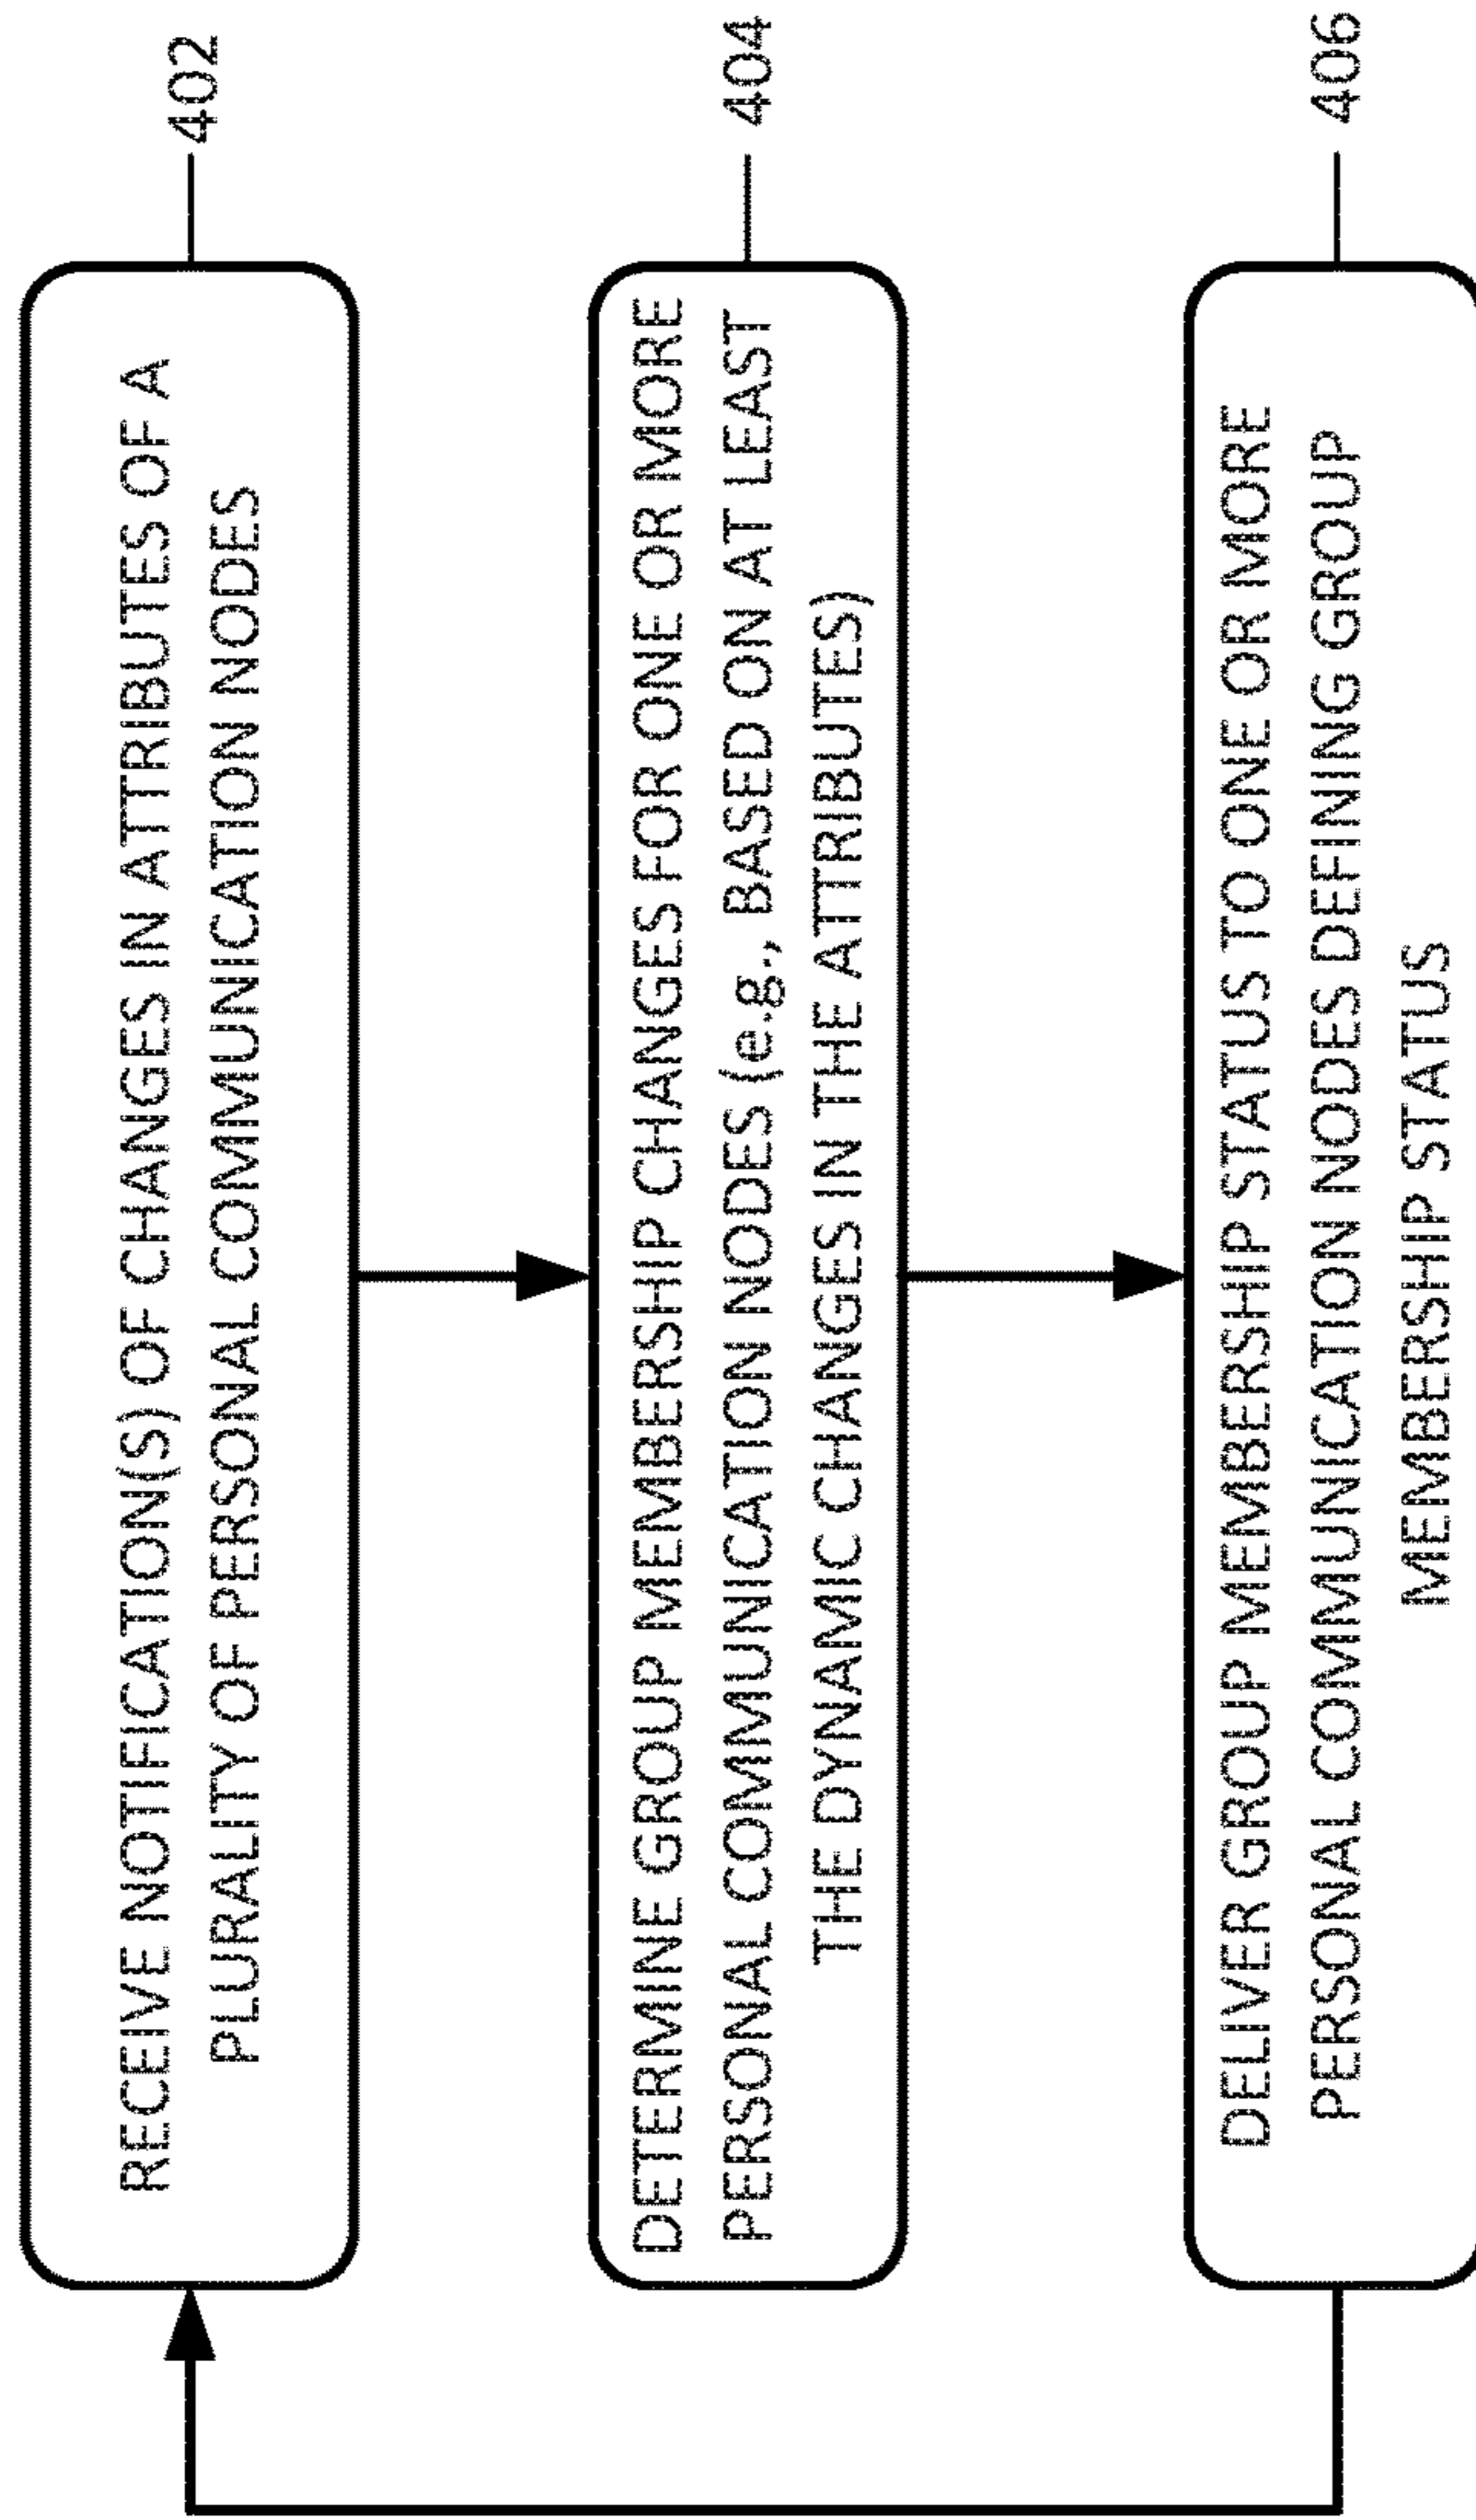 RECEIVE NOTIFICATION(S) OF CHANGES IN ATTRIBUTES OF A
PLURALITY OF PERSONAL COMMUNICATION NODES
402
DETERMINE GROUP MEMBERSHIP CHANGES FOR ONE OR MORE
PERSONAL COMMUNICATION NODES (e.g., BASED ON AT LEAST
THE DYNAMIC CHANGES IN THE ATTRIBUTES)
404
DELIVER GROUP MEMBERSHIP STATUS TO ONE OR MORE
PERSONAL COMMUNICATION NODES DEFINING GROUP
MEMBERSHIP STATUS
406